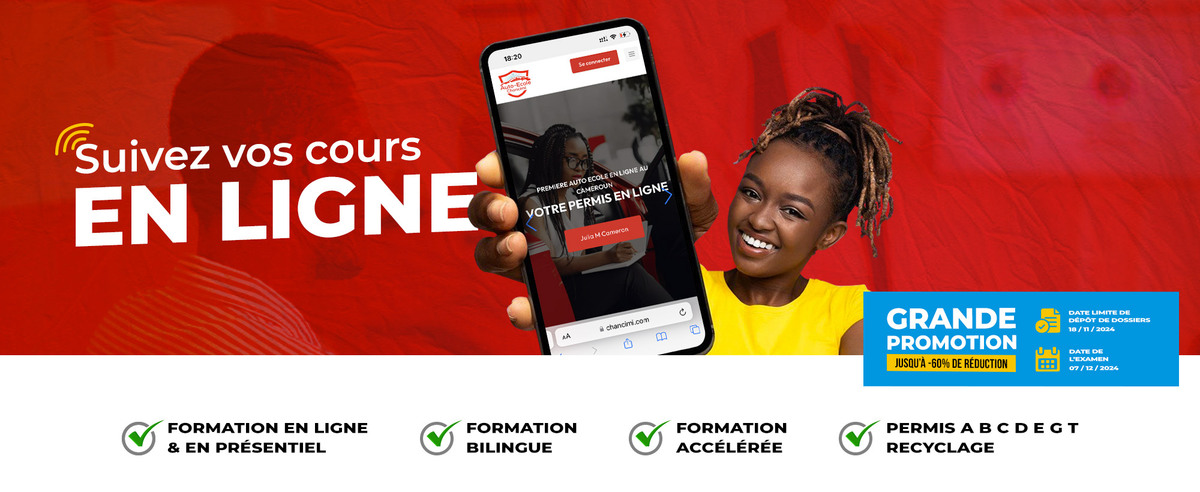 Suivez vos cours
EN LIGNE
18:20
Se connecter
Auto-Ecole
PREMIERE AUTO ECOLE EN LIGNE AU
CAMEROUN
VOTRE PERMIS EN LIGNE
Julia M Cameron
AA
chancimi.com
GRANDE
PROMOTION
JUSQU'À -60% DE RÉDUCTION
DATE LIMITE DE
DÉPÔT DE DOSSIERS
18 / 11 / 2024
DATE DE
L'EXAMEN
07 / 12 / 2024
FORMATION EN LIGNE
& EN PRÉSENTIEL
FORMATION
BILINGUE
FORMATION
ACCÉLÉRÉE
PERMIS A B C D E G T
RECYCLAGE